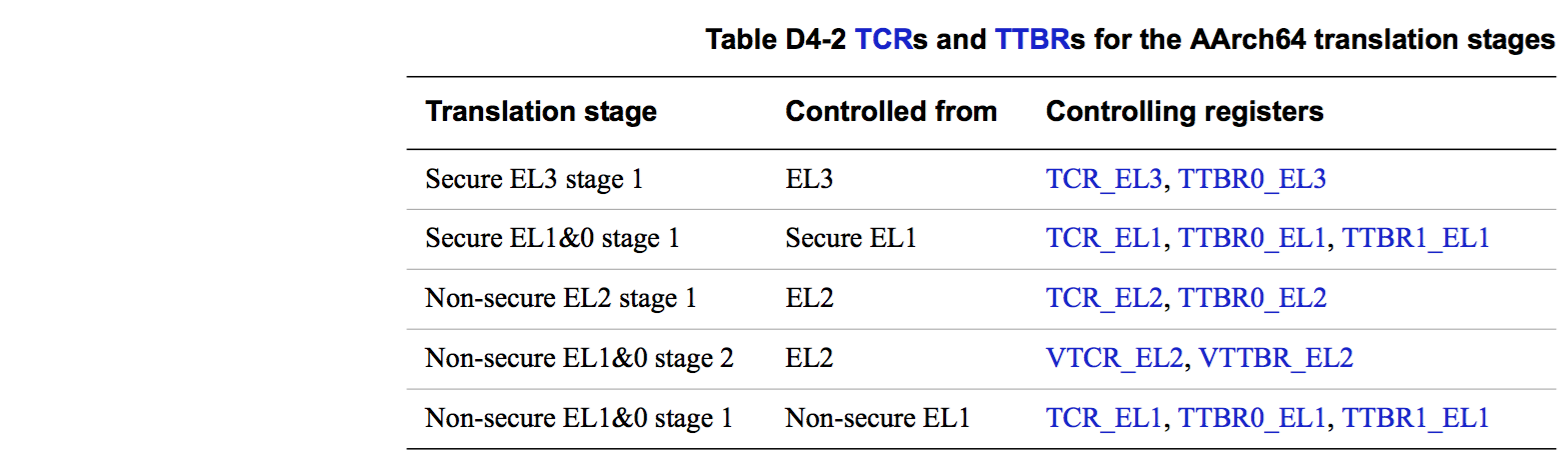 Table D4-2 TCRs and TTBRs for the AArch64 translation stages
Translation stage Controlled from Controlling registers
Secure EL3 stage 1 EL3 TCR_EL3, TTBR0_EL3
Secure EL1&0 stage 1 Secure EL1 TCR_EL1, TTBR0_EL1, TTBR1_EL1
Non-secure EL2 stage 1 EL2 TCR_EL2, TTBR0_EL2
Non-secure EL1&0 stage 2 EL2 VTCR_EL2, VTTBR_EL2
Non-secure EL1&0 stage 1 Non-secure EL1 TCR_EL1, TTBR0_EL1, TTBR1_EL1